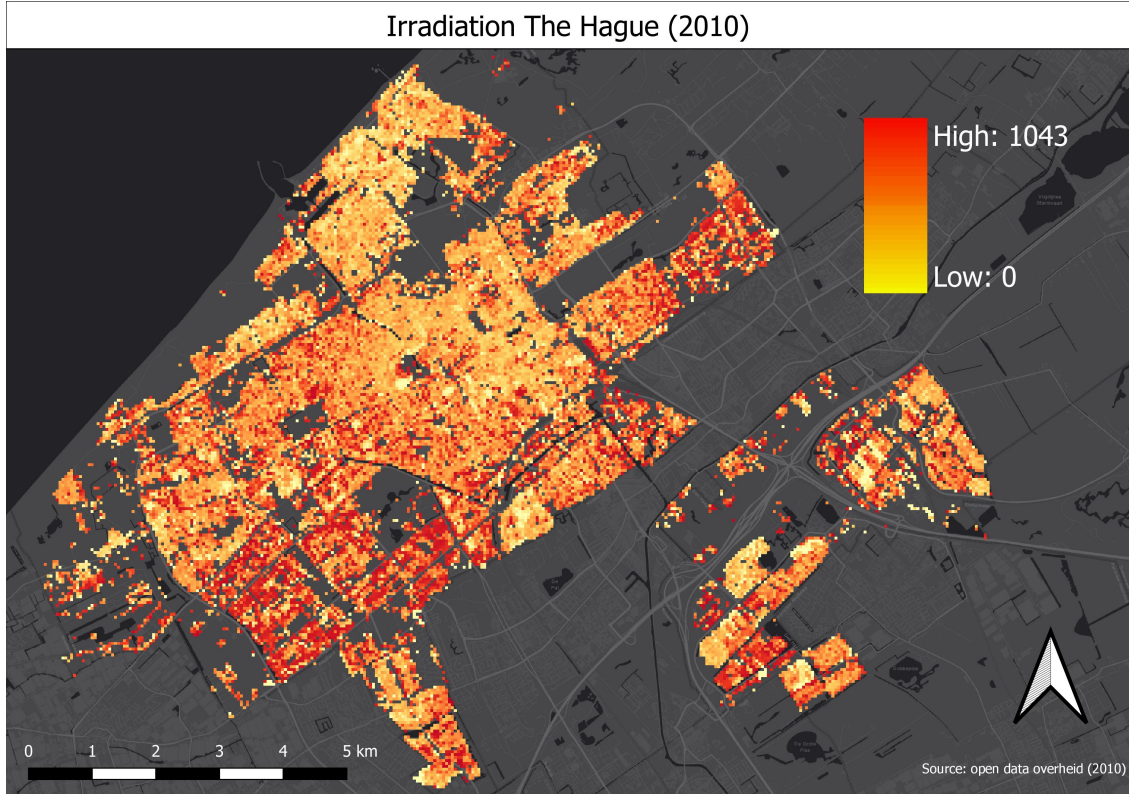 Irradiation The Hague (2010)
High: 1043
Low: 0
0 1 2 3 4 5 km
Source: open data overheid (2010)